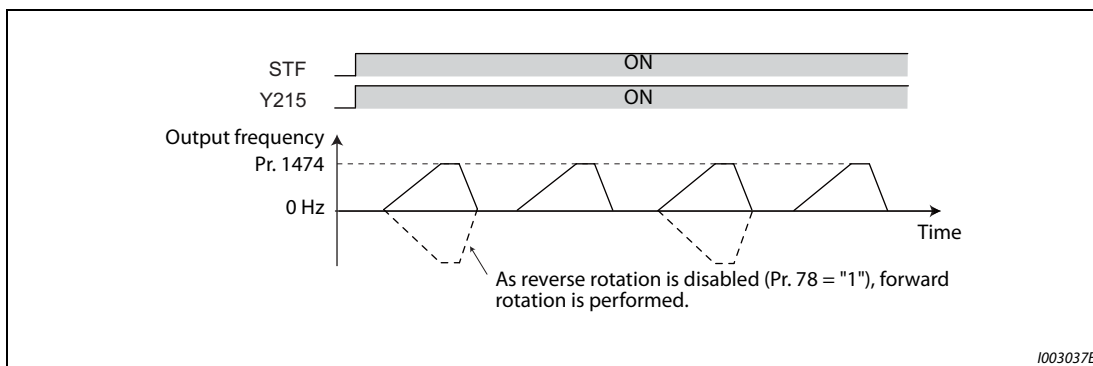 STF
ON
Y215
ON
Output frequency
Pr. 1474
0 Hz
Time
As reverse rotation is disabled (Pr. 78 = "1"), forward
rotation is performed.
I003037E